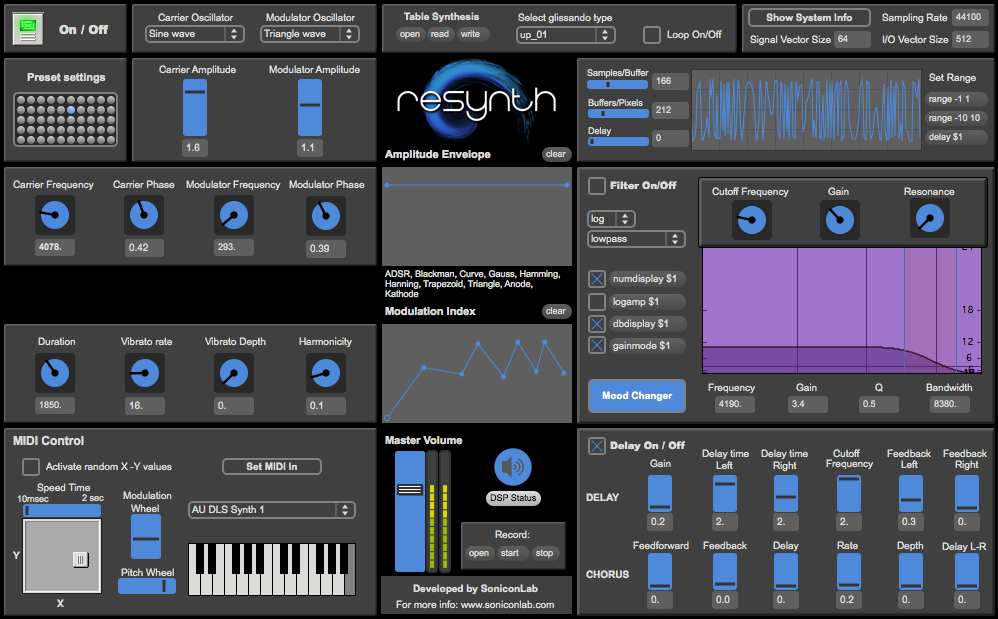 On / Off
Carrier Oscillator
Modulator Oscillator
Sine wave
Triangle wave
Table Synthesis
open read write
Select glissando type
up_01
Loop On/Off
Show System Info
Sampling Rate 44100
Signal Vector Size 64
I/O Vector Size 512
Preset settings
Carrier Amplitude
Modulator Amplitude
1.6
1.1
resynth
Amplitude Envelope
clear
Samples/Buffer
166
Buffers/Pixels
212
Delay
0
Set Range
range -1 1
range -10 10
delay $1
Carrier Frequency
Carrier Phase
Modulator Frequency
Modulator Phase
4078.
0.42
293.
0.39
ADSR, Blackman, Curve, Gauss, Hamming,
Hanning, Trapezoid, Triangle, Anode,
Kathode
Modulation Index
clear
Filter On/Off
log
lowpass
Cutoff Frequency
Gain
Resonance
numdisplay $1
logamp $1
dbdisplay $1
gainmode $1
18
12
6
Mood Changer
Frequency
Gain
Q
Bandwidth
4190.
3.4
0.5
8380.
Duration
Vibrato rate
Vibrato Depth
Harmonicity
1850.
16.
0.
0.1
MIDI Control
Activate random X -Y values
Set MIDI In
Speed Time
10msec
2 sec
Modulation
Wheel
AU DLS Synth 1
Y
X
Pitch Wheel
Master Volume
DSP Status
Record:
open start stop
Developed by SoniconLab
For more info: www.soniconlab.com
Delay On / Off
Gain
Delay time
Left
Delay time
Right
Cutoff
Frequency
Feedback
Left
Feedback
Right
DELAY
0.2
2.
2.
2.
0.3
0.
Feedforward
Feedback
Delay
Rate
Depth
Delay L-R
CHORUS
0.
0.0
0.
0.2
0.
0.